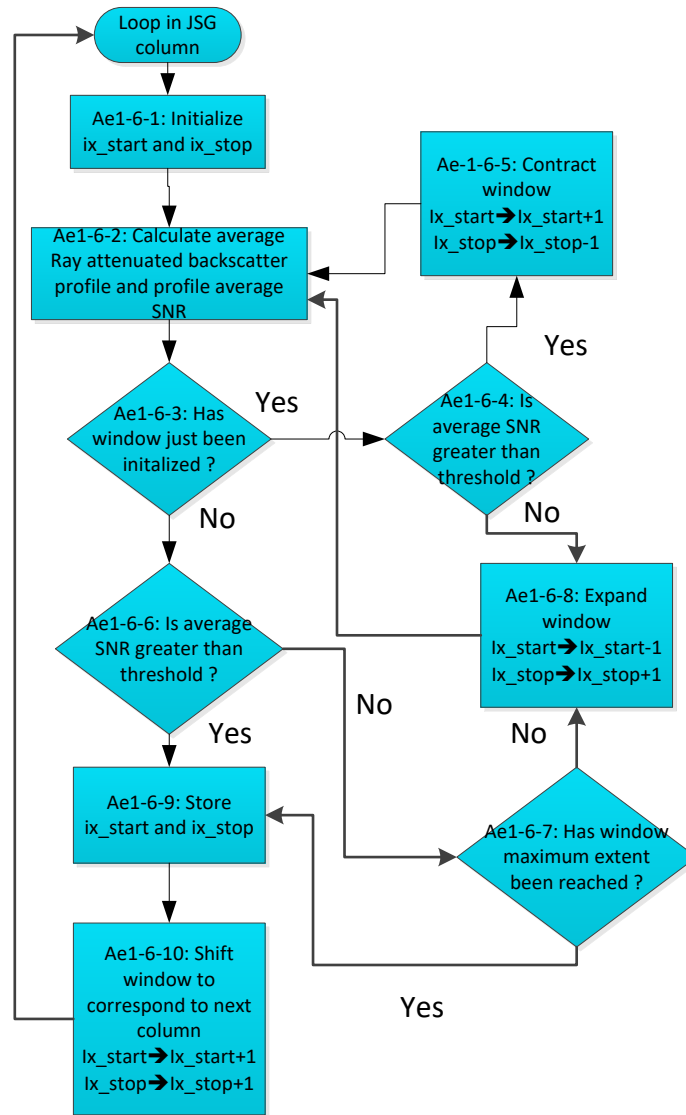 Loop in JSG
column
Ae1-6-1: Initialize
ix_start and ix_stop
Ae-1-6-5: Contract
window
Ix_start➔Ix_start+1
Ix_stop➔Ix_stop-1
Ae1-6-2: Calculate average
Ray attenuated backscatter
profile and profile average
SNR
Yes
Yes
Ae1-6-3: Has
window just been
initalized ?
Ae1-6-4: Is
average SNR
greater than
threshold ?
No
No
Ae1-6-8: Expand
window
Ix_start➔Ix_start-1
Ix_stop➔Ix_stop+1
Ae1-6-6: Is average
SNR greater than
threshold ?
No
Yes
No
Ae1-6-9: Store
ix_start and ix_stop
Ae1-6-7: Has window
maximum extent
been reached ?
Ae1-6-10: Shift
window to
correspond to next
column
Ix_start➔Ix_start+1
Ix_stop➔Ix_stop+1
Yes